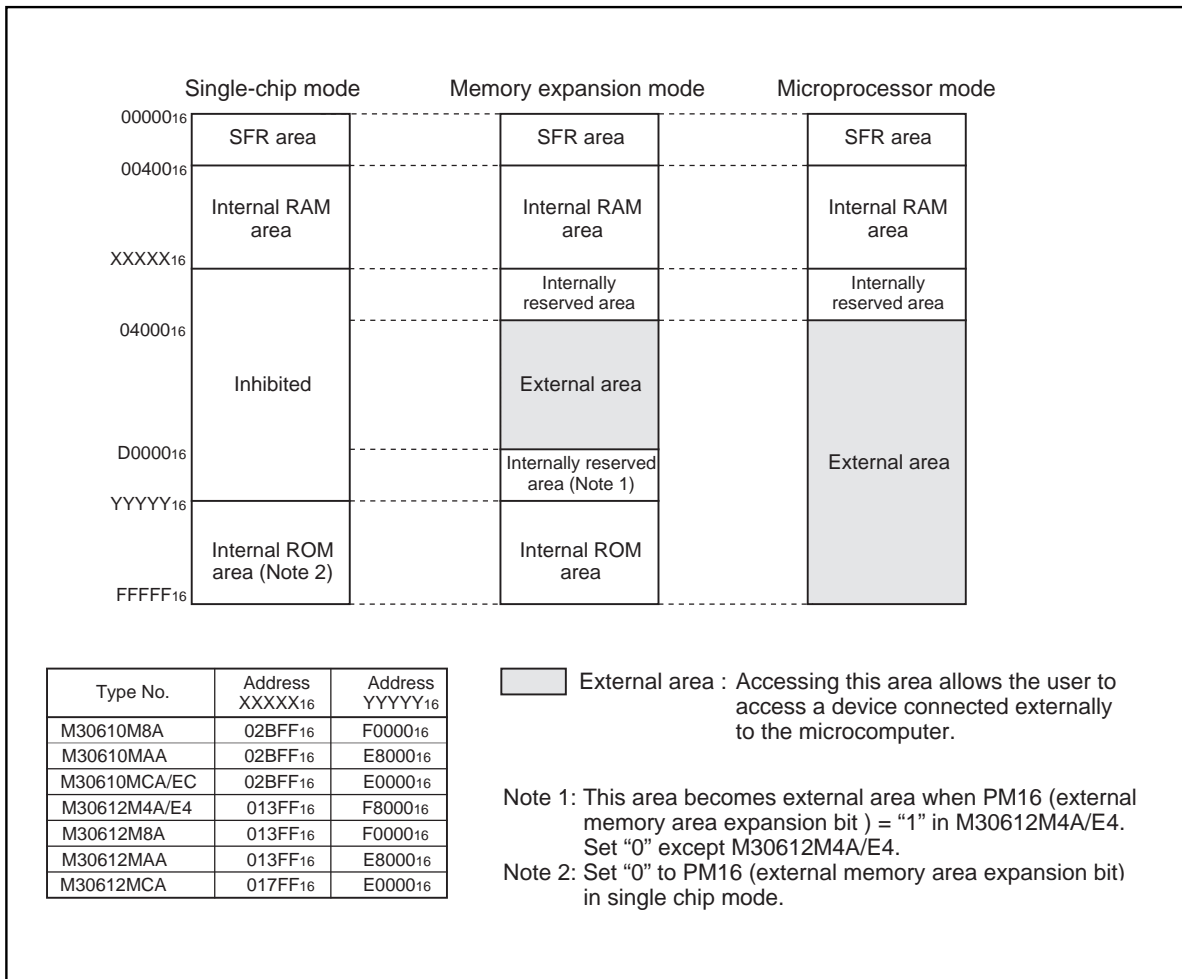 Single-chip mode Memory expansion mode Microprocessor mode
0000016
SFR area SFR area SFR area
0040016
Internal RAM Internal RAM Internal RAM
area area area
XXXXX16
Internally Internally
reserved area reserved area
0400016
Inhibited External area
External area
D000016
Internally reserved
area (Note 1)
YYYYY16
Internal ROM Internal ROM
area (Note 2) area
FFFFF16
Type No. Address XXXXX16 Address YYYYY16
M30610M8A 02BFF16 F000016
M30610MAA 02BFF16 E800016
M30610MCA/EC 02BFF16 E000016
M30612M4A/E4 013FF16 F800016
M30612M8A 013FF16 F000016
M30612MAA 013FF16 E800016
M30612MCA 017FF16 E000016
External area : Accessing this area allows the user to
access a device connected externally
to the microcomputer.
Note 1: This area becomes external area when PM16 (external
memory area expansion bit ) = “1” in M30612M4A/E4.
Set “0” except M30612M4A/E4.
Note 2: Set “0” to PM16 (external memory area expansion bit)
in single chip mode.